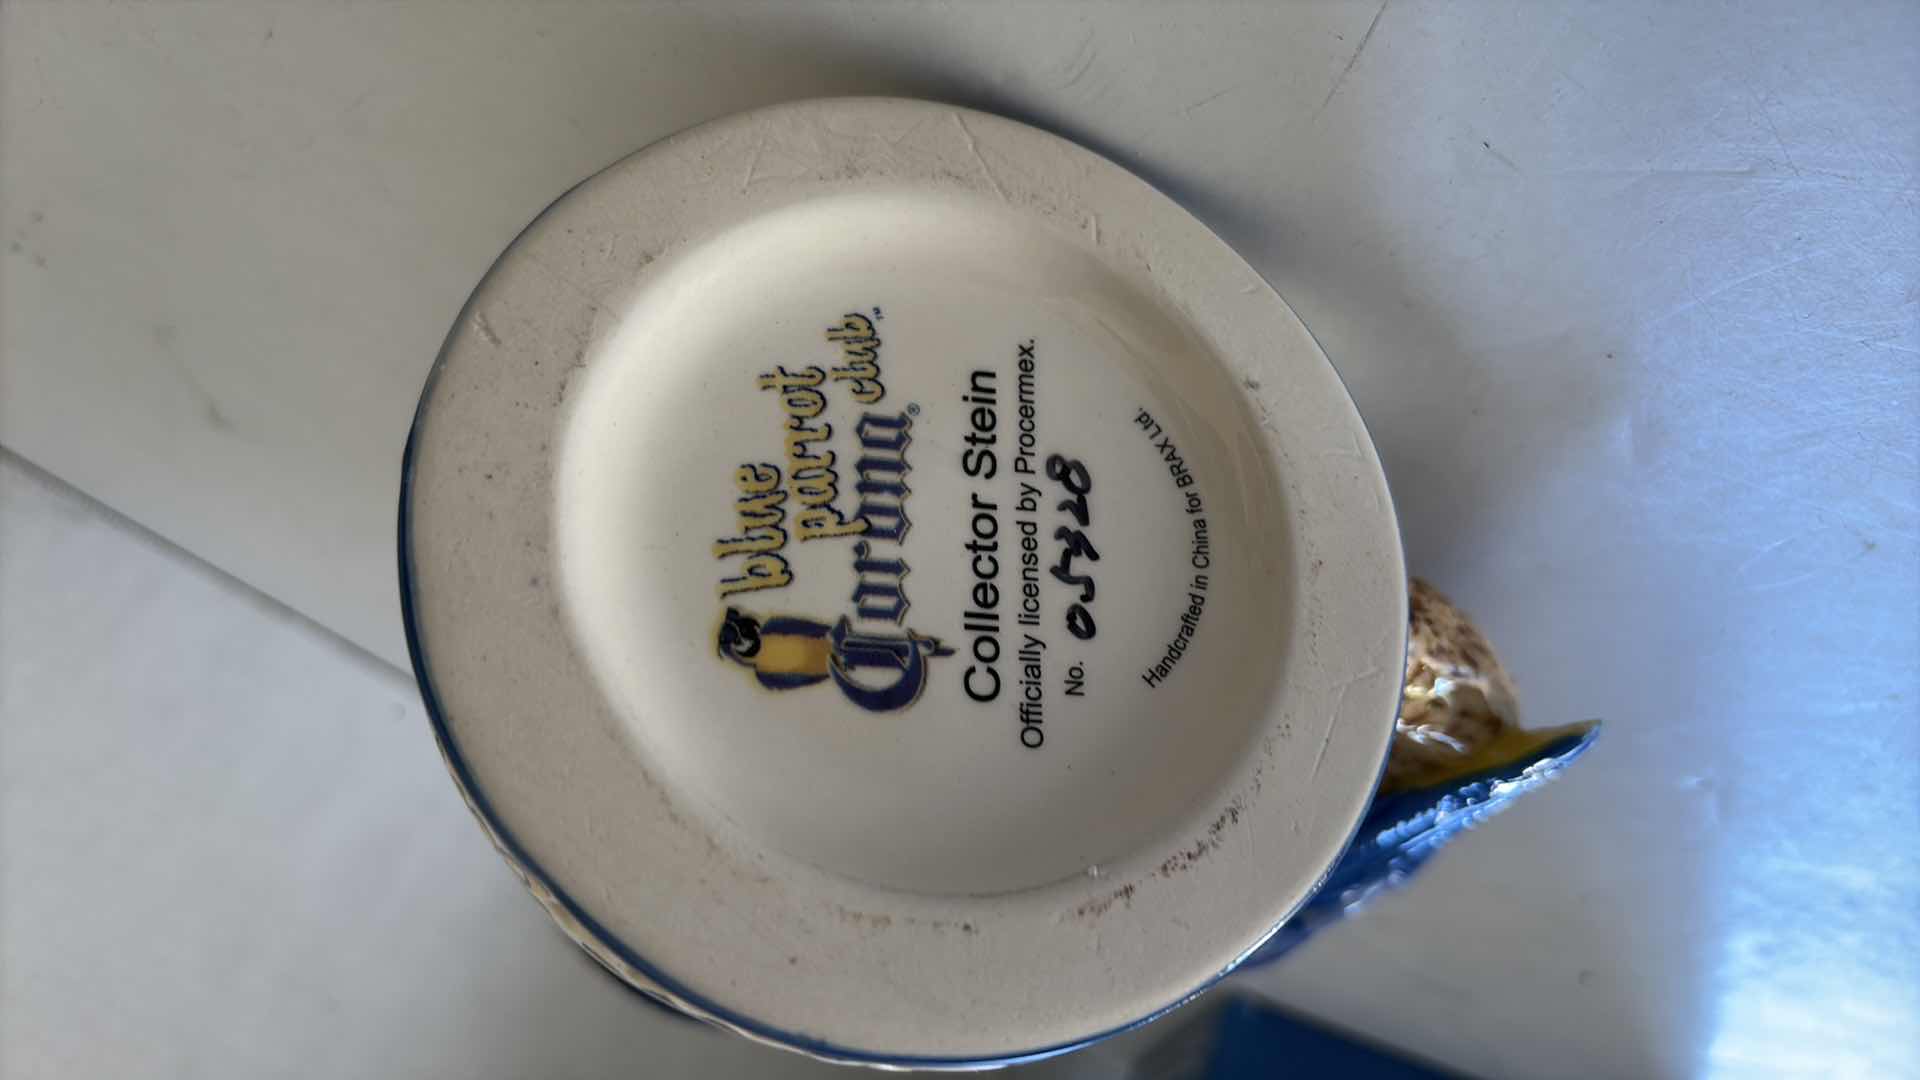 blue
parrot
Corona® club™
Collector Stein
Officially licensed by Procermex.
No. 05328
Handcrafted in China for BRAX Ltd.